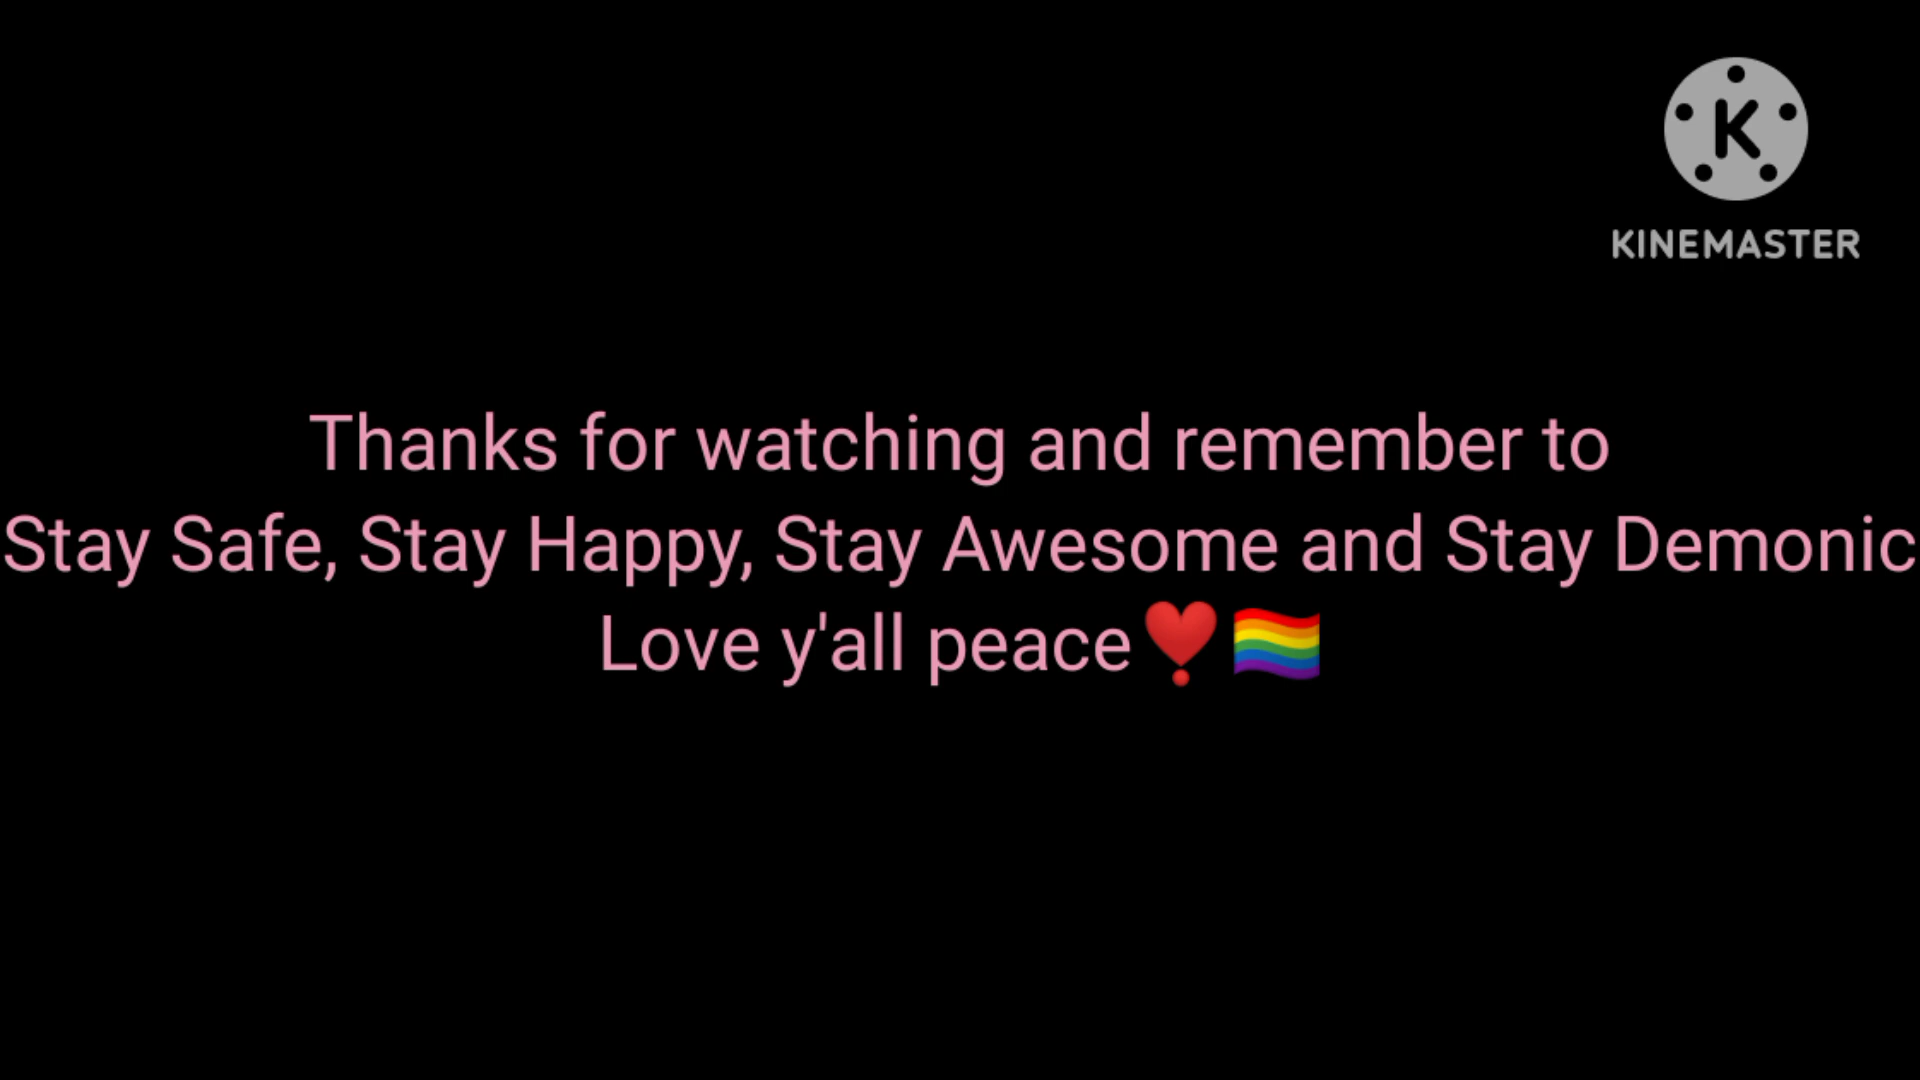 K
KINEMASTER
Thanks for watching and remember to
Stay Safe, Stay Happy, Stay Awesome and Stay Demonic
Love y'all peace❣️🏳️‍🌈